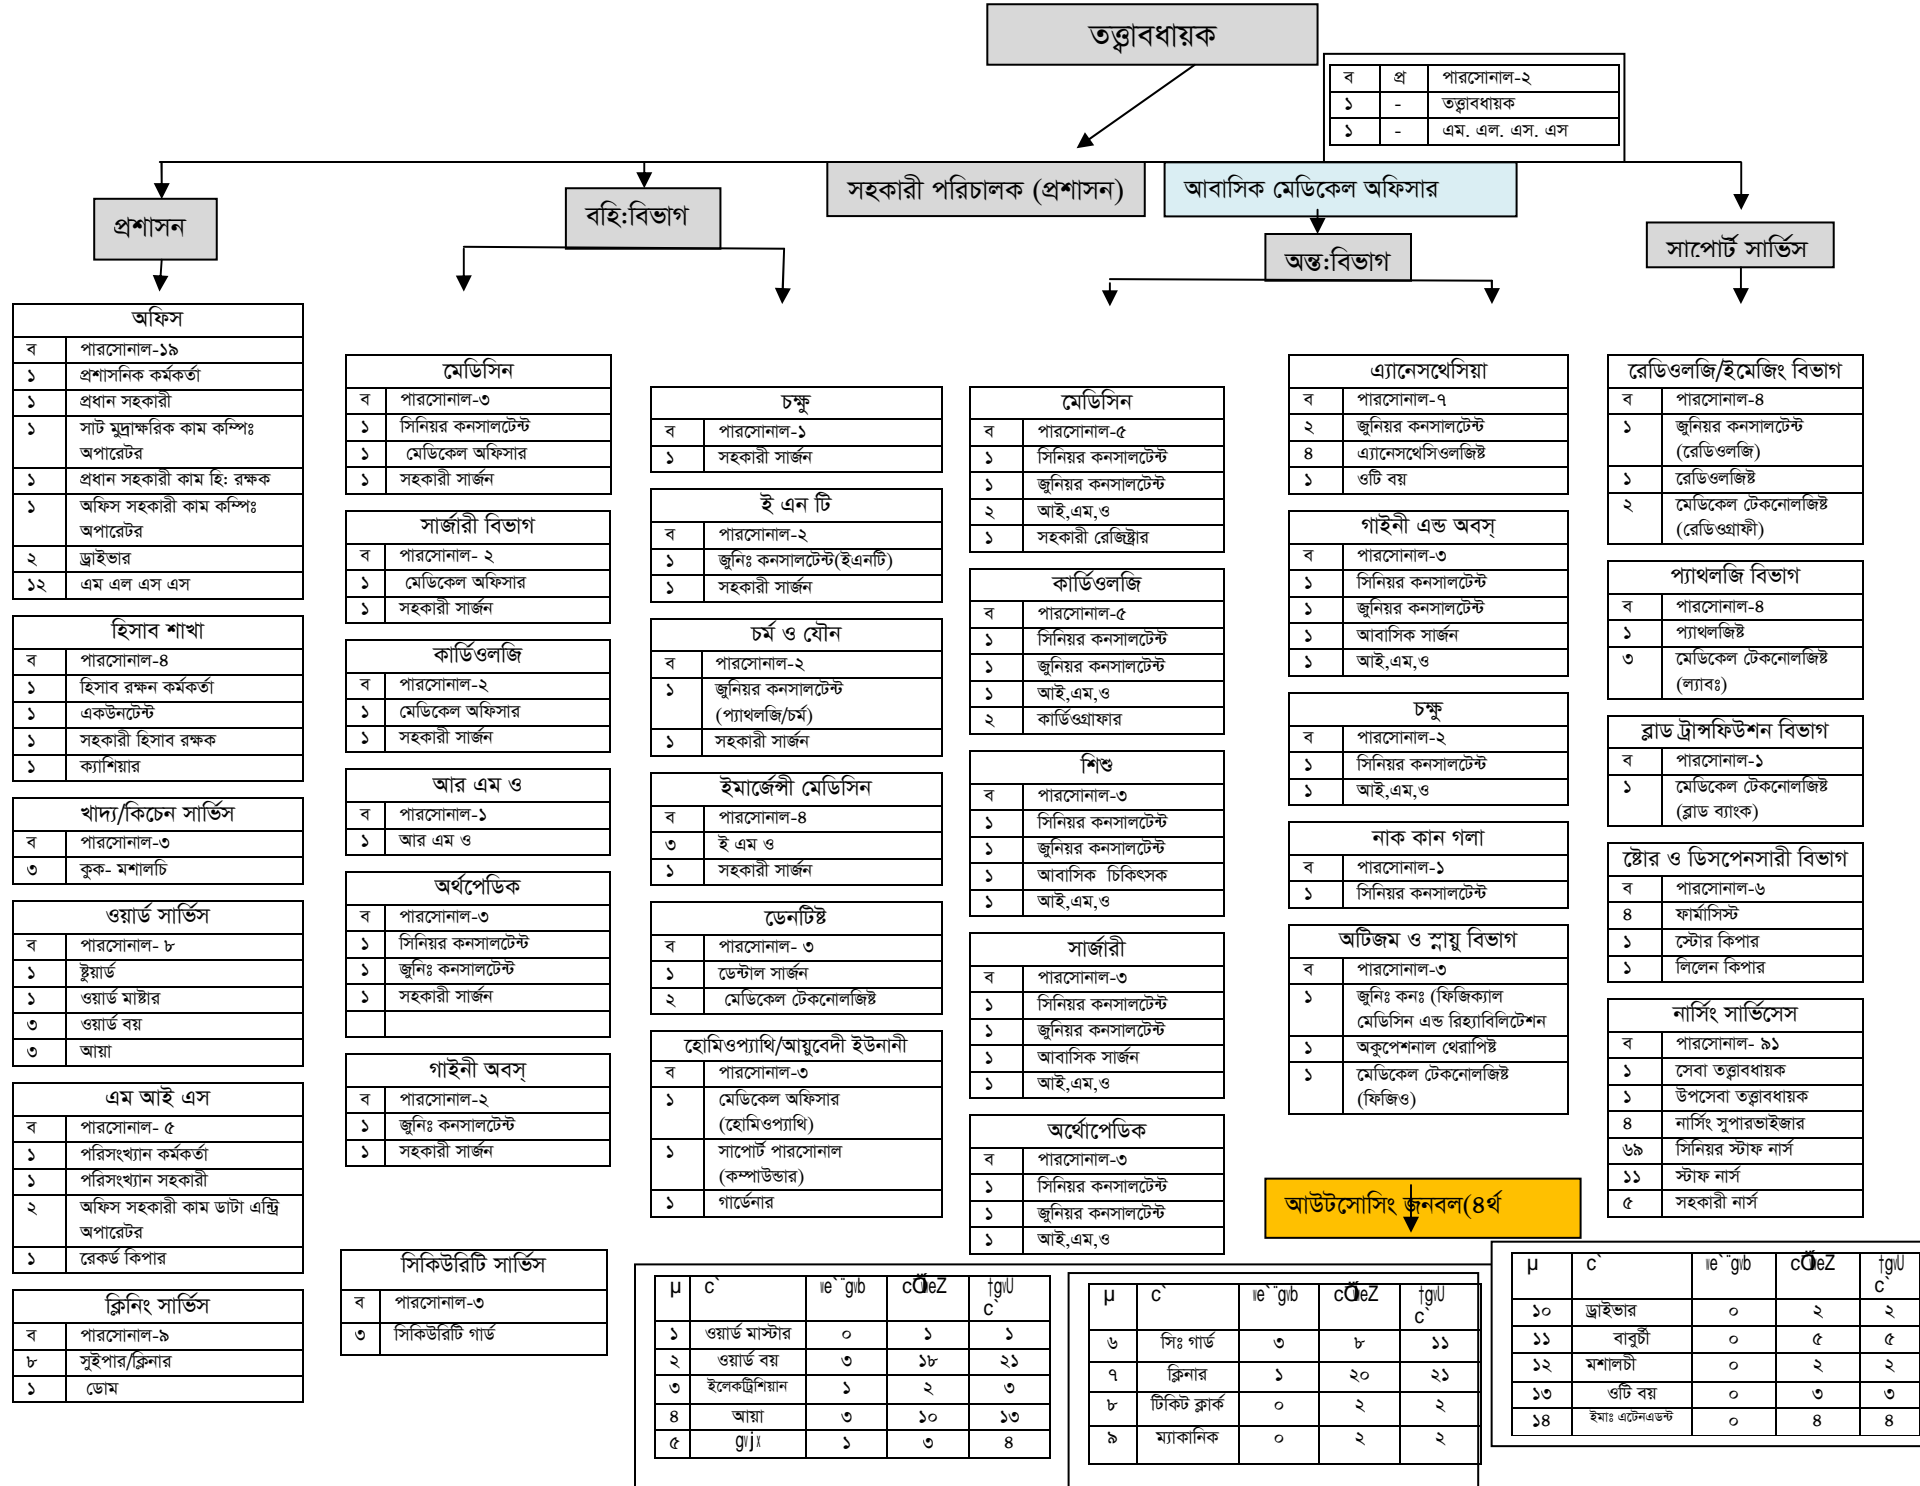 তত্ত্বাবধায়ক
ব প্র পারসোনাল-২
১ - তত্ত্বাবধায়ক
১ - এম. এল. এস. এস
সহকারী পরিচালক (প্রশাসন)
আবাসিক মেডিকেল অফিসার
প্রশাসন
বহি:বিভাগ
অন্ত:বিভাগ
সাপোর্ট সার্ভিস
অফিস
ব পারসোনাল-১৯
১ প্রশাসনিক কর্মকর্তা
১ প্রধান সহকারী
১ সাট মুদ্রাক্ষরিক কাম কম্পিঃ
অপারেটর
১ প্রধান সহকারী কাম হি: রক্ষক
১ অফিস সহকারী কাম কম্পিঃ
অপারেটর
২ ড্রাইভার
১২ এম এল এস এস
হিসাব শাখা
ব পারসোনাল-৪
১ হিসাব রক্ষন কর্মকর্তা
১ একউনটেন্ট
১ সহকারী হিসাব রক্ষক
১ ক্যাশিয়ার
খাদ্য/কিচেন সার্ভিস
ব পারসোনাল-৩
৩ কুক- মশালচি
ওয়ার্ড সার্ভিস
ব পারসোনাল- ৮
১ ষ্টুয়ার্ড
১ ওয়ার্ড মাষ্টার
৩ ওয়ার্ড বয়
৩ আয়া
এম আই এস
ব পারসোনাল- ৫
১ পরিসংখ্যান কর্মকর্তা
১ পরিসংখ্যান সহকারী
২ অফিস সহকারী কাম ডাটা এন্ট্রি
অপারেটর
১ রেকর্ড কিপার
ক্লিনিং সার্ভিস
ব পারসোনাল-৯
৮ সুইপার/ক্লিনার
১ ডোম
মেডিসিন
ব পারসোনাল-৩
১ সিনিয়র কনসালটেন্ট
১ মেডিকেল অফিসার
১ সহকারী সার্জন
সার্জারী বিভাগ
ব পারসোনাল- ২
১ মেডিকেল অফিসার
১ সহকারী সার্জন
কার্ডিওলজি
ব পারসোনাল-২
১ মেডিকেল অফিসার
১ সহকারী সার্জন
আর এম ও
ব পারসোনাল-১
১ আর এম ও
অর্থপেডিক
ব পারসোনাল-৩
১ সিনিয়র কনসালটেন্ট
১ জুনিঃ কনসালটেন্ট
১ সহকারী সার্জন
গাইনী অবস্
ব পারসোনাল-২
১ জুনিঃ কনসালটেন্ট
১ সহকারী সার্জন
সিকিউরিটি সার্ভিস
ব পারসোনাল-৩
৩ সিকিউরিটি গার্ড
চক্ষু
ব পারসোনাল-১
১ সহকারী সার্জন
ই এন টি
ব পারসোনাল-২
১ জুনিঃ কনসালটেন্ট(ইএনটি)
১ সহকারী সার্জন
চর্ম ও যৌন
ব পারসোনাল-২
১ জুনিয়র কনসালটেন্ট
(প্যাথলজি/চর্ম)
১ সহকারী সার্জন
ইমার্জেন্সী মেডিসিন
ব পারসোনাল-৪
৩ ই এম ও
১ সহকারী সার্জন
ডেনটিষ্ট
ব পারসোনাল- ৩
১ ডেন্টাল সার্জন
২ মেডিকেল টেকনোলজিষ্ট
হোমিওপ্যাথি/আয়ুবেদী ইউনানী
ব পারসোনাল-৩
১ মেডিকেল অফিসার
(হোমিওপ্যাথি)
১ সাপোর্ট পারসোনাল
(কম্পাউন্ডার)
১ গার্ডেনার
মেডিসিন
ব পারসোনাল-৫
১ সিনিয়র কনসালটেন্ট
১ জুনিয়র কনসালটেন্ট
২ আই,এম,ও
১ সহকারী রেজিষ্ট্রার
কার্ডিওলজি
ব পারসোনাল-৫
১ সিনিয়র কনসালটেন্ট
১ জুনিয়র কনসালটেন্ট
১ আই,এম,ও
২ কার্ডিওগ্রাফার
শিশু
ব পারসোনাল-৩
১ সিনিয়র কনসালটেন্ট
১ জুনিয়র কনসালটেন্ট
১ আবাসিক চিকিৎসক
১ আই,এম,ও
সার্জারী
ব পারসোনাল-৩
১ সিনিয়র কনসালটেন্ট
১ জুনিয়র কনসালটেন্ট
১ আবাসিক সার্জন
১ আই,এম,ও
অর্থোপেডিক
ব পারসোনাল-৩
১ সিনিয়র কনসালটেন্ট
১ জুনিয়র কনসালটেন্ট
১ আই,এম,ও
এ্যানেসথেসিয়া
ব পারসোনাল-৭
২ জুনিয়র কনসালটেন্ট
৪ এ্যানেসথেসিওলজিষ্ট
১ ওটি বয়
গাইনী এন্ড অবস্
ব পারসোনাল-৩
১ সিনিয়র কনসালটেন্ট
১ জুনিয়র কনসালটেন্ট
১ আবাসিক সার্জন
১ আই,এম,ও
চক্ষু
ব পারসোনাল-২
১ সিনিয়র কনসালটেন্ট
১ আই,এম,ও
নাক কান গলা
ব পারসোনাল-১
১ সিনিয়র কনসালটেন্ট
অটিজম ও স্নায়ু বিভাগ
ব পারসোনাল-৩
১ জুনিঃ কনঃ (ফিজিক্যাল
মেডিসিন এন্ড রিহ্যাবিলিটেশন
১ অকুপেশনাল থেরাপিষ্ট
১ মেডিকেল টেকনোলজিষ্ট
(ফিজিও)
রেডিওলজি/ইমেজিং বিভাগ
ব পারসোনাল-৪
১ জুনিয়র কনসালটেন্ট
(রেডিওলজি)
১ রেডিওলজিষ্ট
২ মেডিকেল টেকনোলজিষ্ট
(রেডিওগ্রাফী)
প্যাথলজি বিভাগ
ব পারসোনাল-৪
১ প্যাথলজিষ্ট
৩ মেডিকেল টেকনোলজিষ্ট
(ল্যাবঃ)
ব্লাড ট্রান্সফিউশন বিভাগ
ব পারসোনাল-১
১ মেডিকেল টেকনোলজিষ্ট
(ব্লাড ব্যাংক)
ষ্টোর ও ডিসপেনসারী বিভাগ
ব পারসোনাল-৬
৪ ফার্মাসিস্ট
১ স্টোর কিপার
১ লিলেন কিপার
নার্সিং সার্ভিসেস
ব পারসোনাল- ৯১
১ সেবা তত্ত্বাবধায়ক
১ উপসেবা তত্ত্বাবধায়ক
৪ নার্সিং সুপারভাইজার
৬৯ সিনিয়র স্টাফ নার্স
১১ স্টাফ নার্স
৫ সহকারী নার্স
আউটসোসিং জনবল(৪র্থ
µ c`
১ ওয়ার্ড মাস্টার ০ ১ ১
২ ওয়ার্ড বয় ৩ ১৮ ২১
৩ ইলেকট্রিশিয়ান ১ ২ ৩
৪ আয়া ৩ ১০ ১৩
৫ ১ ৩ ৪
µ c`
৬ সিঃ গার্ড ৩ ৮ ১১
৭ ক্লিনার ১ ২০ ২১
৮ টিকিট ক্লার্ক ০ ২ ২
৯ ম্যাকানিক ০ ২ ২
µ c`
১০ ড্রাইভার ০ ২ ২
১১ বাবুর্চী ০ ৫ ৫
১২ মশালচী ০ ২ ২
১৩ ওটি বয় ০ ৩ ৩
১৪ ইমাঃ এটেনএডন্ট ০ ৪ ৪